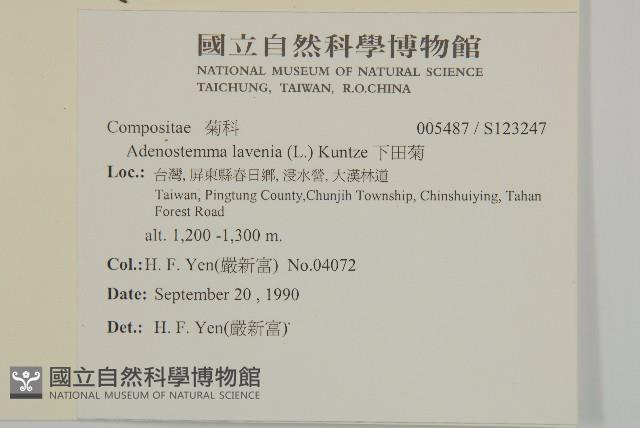 國立自然科學博物館
NATIONAL MUSEUM OF NATURAL SCIENCE
TAICHUNG, TAIWAN, R.O.CHINA
Compositae 菊科 005487 / S123247
Adenostemma lavenia (L.) Kuntze 下田菊
Loc.: 台灣, 屏東縣春日鄉, 浸水營, 大漢林道
Taiwan, Pingtung County,Chunjih Township, Chinshuiying, Tahan
Forest Road
alt. 1,200 -1,300 m.
Col.:H. F. Yen(嚴新富) No.04072
Date: September 20 , 1990
Det.: H. F. Yen(嚴新富)
國立自然科學博物館
NATIONAL MUSEUM OF NATURAL SCIENCE